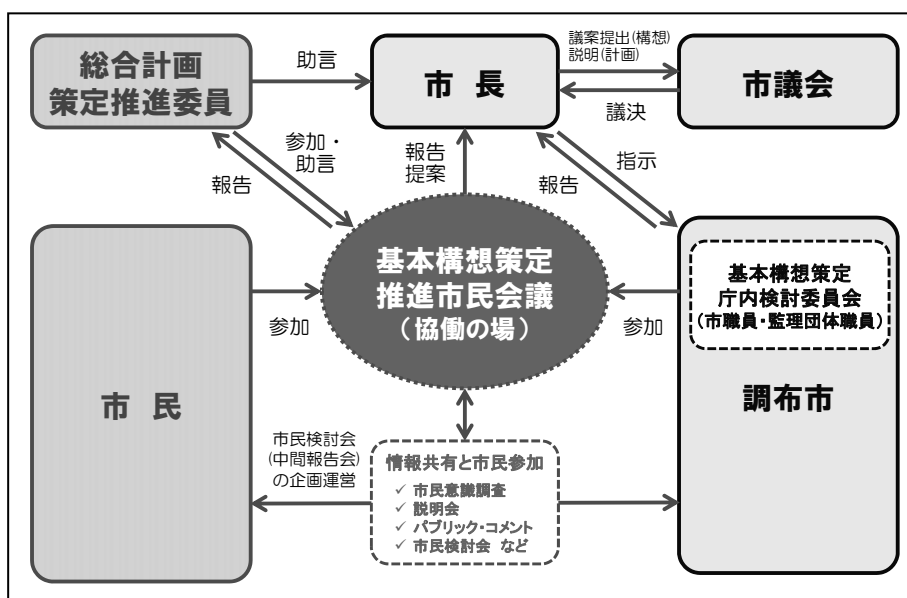 総合計画
策定推進委員
助言
市 長
議案提出(構想)
説明(計画)
議決
市議会
参加・
助言
報告
報告
提案
報告
指示
基本構想策定
推進市民会議
(協働の場)
基本構想策定
庁内検討委員会
(市職員・監理団体職員)
参加
参加
市 民
調布市
市民検討会
(中間報告会)
の企画運営
情報共有と市民参加
✓ 市民意識調査
✓ 説明会
✓ パブリック・コメント
✓ 市民検討会 など